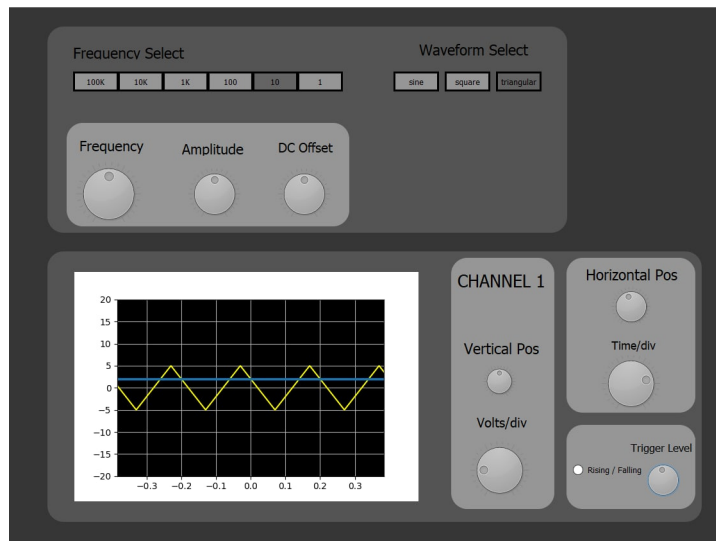 Frequency Select
Waveform Select
100K 10K 1K 100 10 1
sine square triangular
Frequency
Amplitude
DC Offset
CHANNEL 1
Horizontal Pos
20
15
10
5
0
−5
−10
−15
−20
−0.3 −0.2 −0.1 0.0 0.1 0.2 0.3
Vertical Pos
Time/div
Volts/div
Trigger Level
Rising / Falling